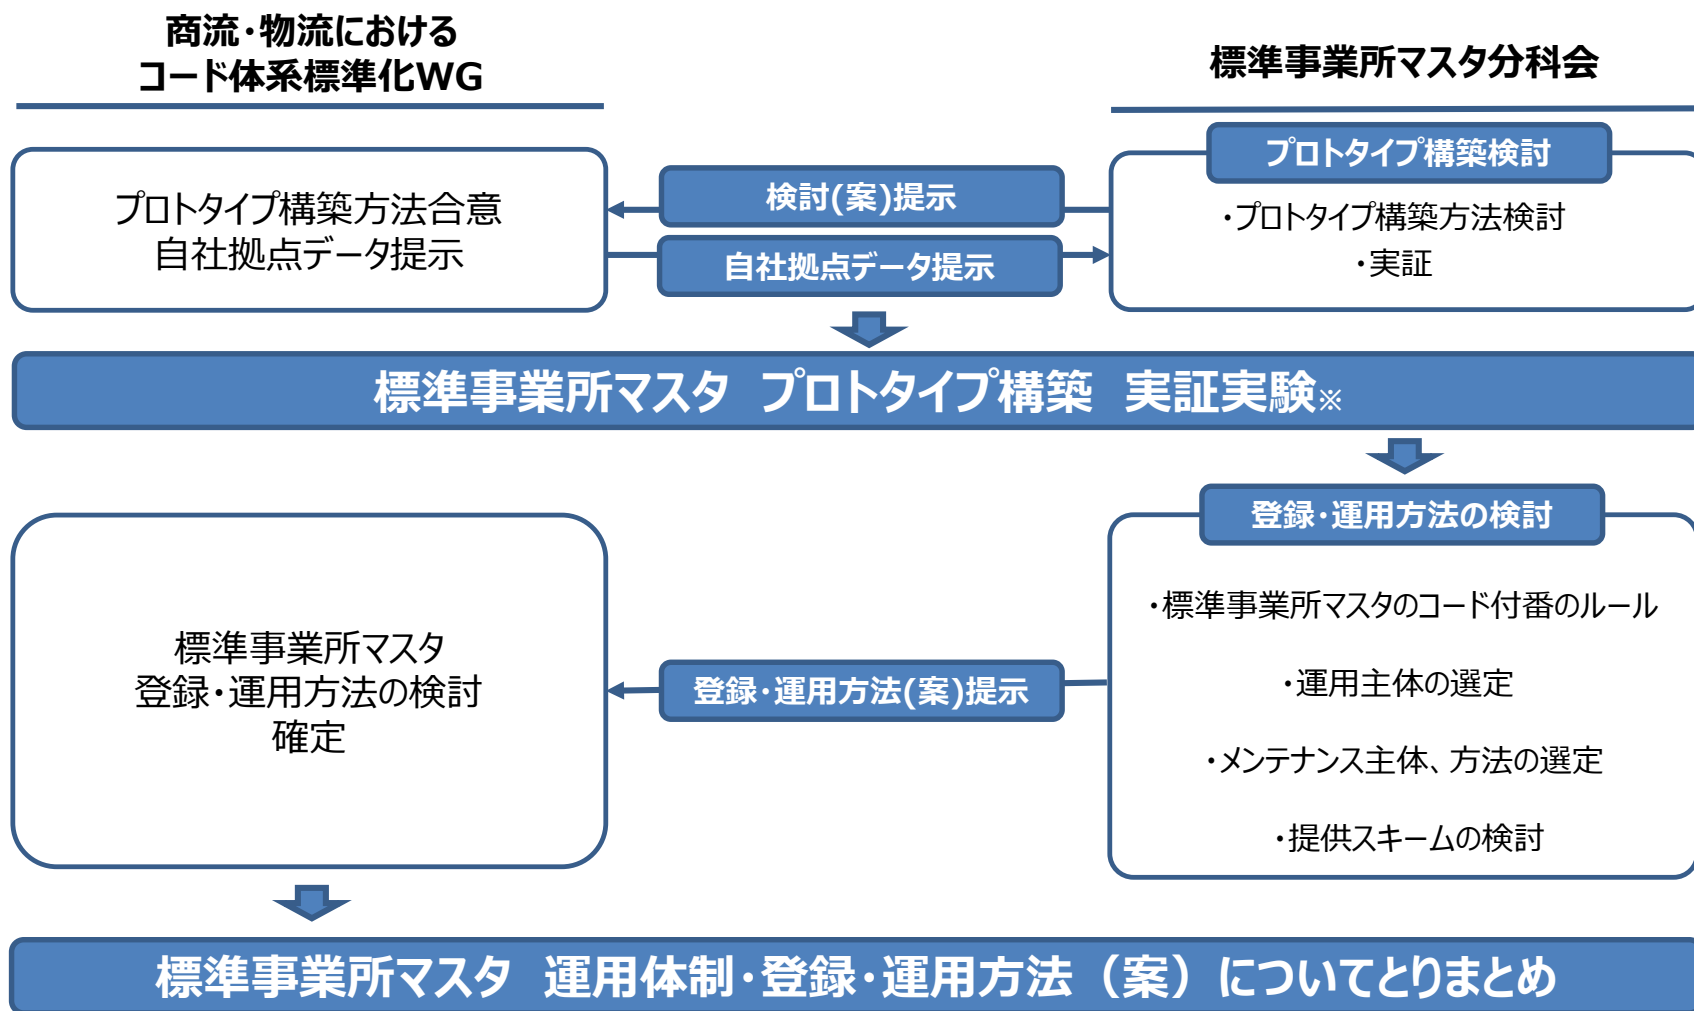 商流・物流における
コード体系標準化WG
標準事業所マスタ分科会
プロトタイプ構築方法合意
自社拠点データ提示
検討(案)提示
自社拠点データ提示
プロトタイプ構築検討
・プロトタイプ構築方法検討
・実証
標準事業所マスタ　プロトタイプ構築　実証実験※
標準事業所マスタ
登録・運用方法の検討
確定
登録・運用方法(案)提示
登録・運用方法の検討
・標準事業所マスタのコード付番のルール
・運用主体の選定
・メンテナンス主体、方法の選定
・提供スキームの検討
標準事業所マスタ　運用体制・登録・運用方法（案）についてとりまとめ